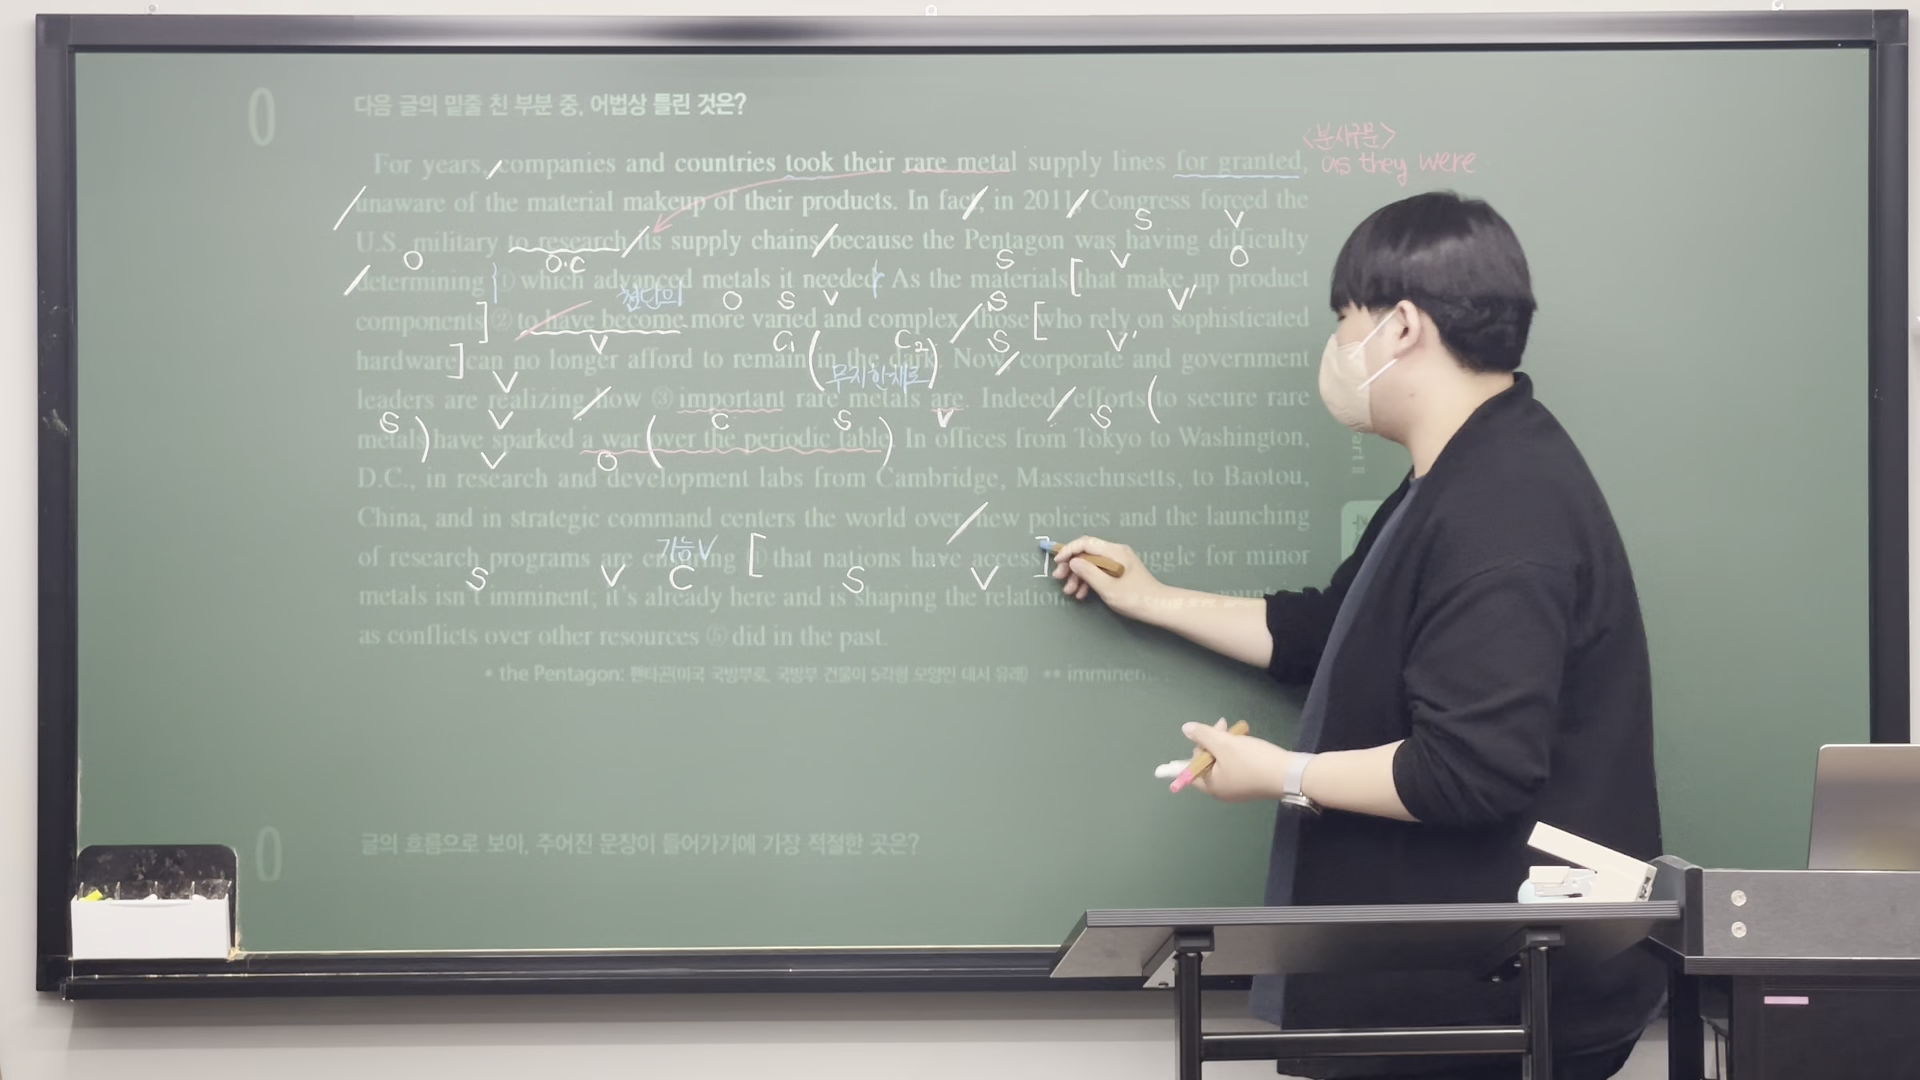 0
다음 글의 밑줄 친 부분 중, 어법상 틀린 것은?
<분사구문>
For years, companies and countries took their rare metal supply lines for granted, as they were
unaware of the material makeup of their products. In fact, in 2011, Congress forced the
S V
U.S. military to research its supply chains because the Pentagon was having difficulty
O O.C S V O
determining ① which advanced metals it needed. As the materials [that make up product
첨단의 O S V S V'
components] ② to have become more varied and complex, those [who rely on sophisticated
V C₁ C₂ S V'
hardware] can no longer afford to remain (in the dark). Now, corporate and government
V 무지한 채로
leaders are realizing how ③ important rare metals are. Indeed, efforts (to secure rare
S V C S V S
metals) have sparked a war (over the periodic table). In offices from Tokyo to Washington,
V O
D.C., in research and development labs from Cambridge, Massachusetts, to Baotou,
China, and in strategic command centers the world over, new policies and the launching
기능V
of research programs are ensuring ④ [that nations have access] for minor
S V C S V
metals isn't imminent; it's already here and is shaping the relation
as conflicts over other resources ⑤ did in the past.
* the Pentagon: 펜타곤(미국 국방부로, 국방부 건물이 5각형 모양인 데서 유래) ** imminen
Part II
0
글의 흐름으로 보아, 주어진 문장이 들어가기에 가장 적절한 곳은?